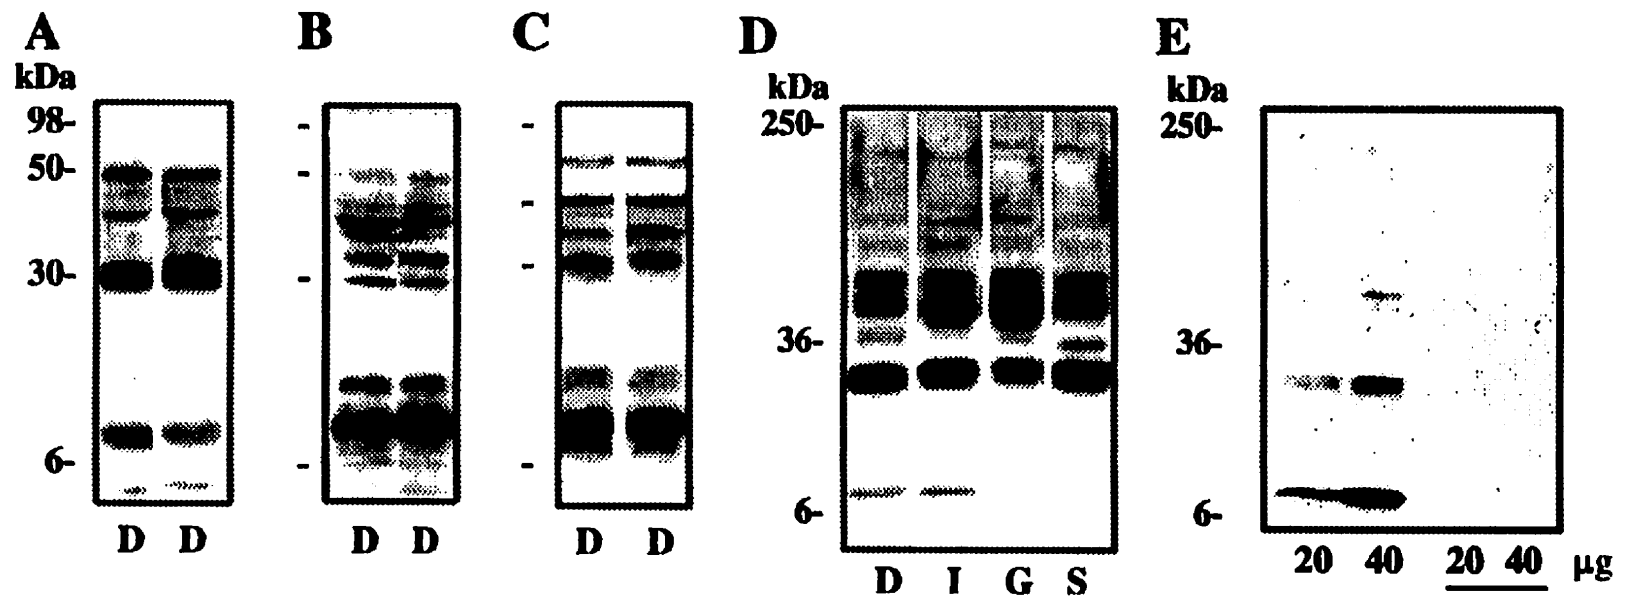 A
kDa
98-
50-
30-
6-
D D
B
-
-
-
-
D D
C
-
-
-
-
D D
D
kDa
250-
36-
6-
D I G S
E
kDa
250-
36-
6-
20 40 20 40 μg